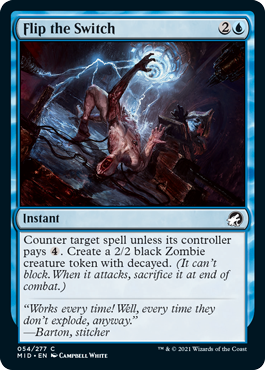 Flip the Switch 2
Instant
Counter target spell unless its controller
pays 4. Create a 2/2 black Zombie
creature token with decayed. (It can't
block. When it attacks, sacrifice it at end of
combat.)
“Works every time! Well, every time they
don't explode, anyway.”
—Barton, stitcher
054/277 C
MID • EN CAMPBELL WHITE
™ & © 2021 Wizards of the Coast